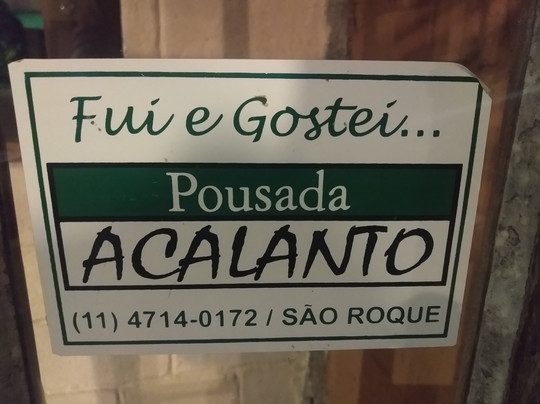 Fui e Gostei...
Pousada
ACALANTO
(11) 4714-0172 / SÃO ROQUE